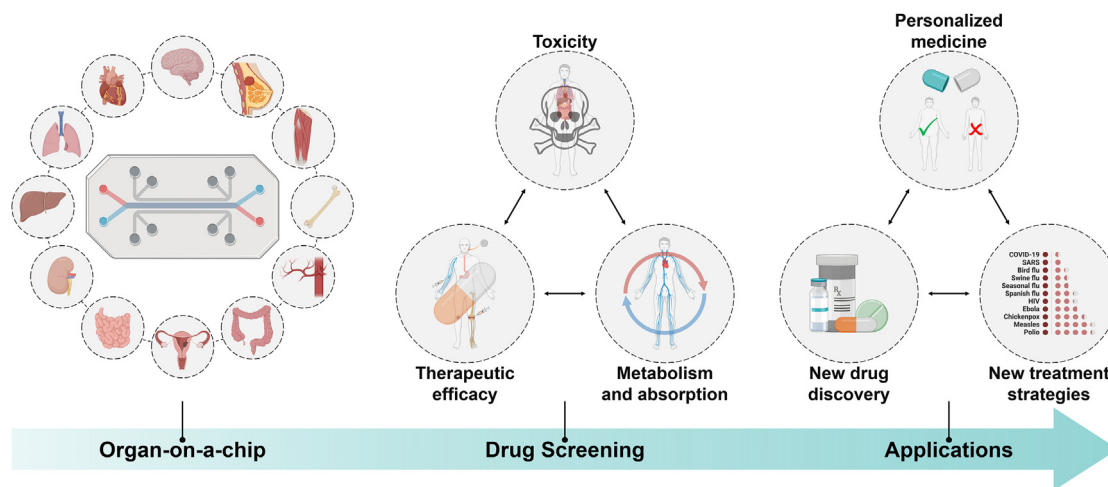 Toxicity
Therapeutic
efficacy
Metabolism
and absorption
Personalized
medicine
Rx
New drug
discovery
COVID-19
SARS
Bird flu
Swine flu
Seasonal flu
Spanish flu
HIV
Ebola
Chickenpox
Measles
Polio
New treatment
strategies
Organ-on-a-chip
Drug Screening
Applications